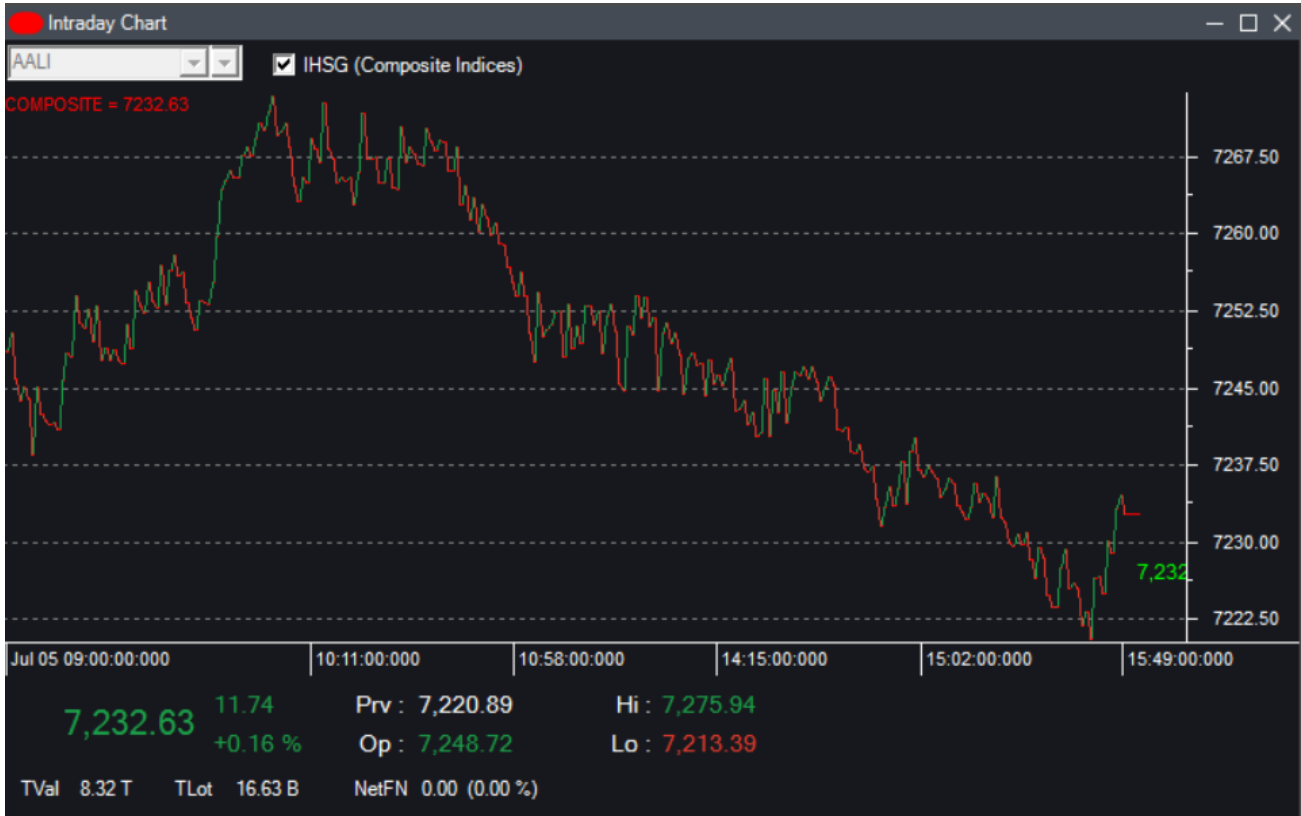 Intraday Chart
AALI
IHSG (Composite Indices)
COMPOSITE = 7232.63
7267.50
7260.00
7252.50
7245.00
7237.50
7230.00
7,232
7222.50
Jul 05 09:00:00:000 10:11:00:000 10:58:00:000 14:15:00:000 15:02:00:000 15:49:00:000
7,232.63 11.74 Prv : 7,220.89 Hi : 7,275.94
+0.16 % Op : 7,248.72 Lo : 7,213.39
TVal 8.32 T TLot 16.63 B NetFN 0.00 (0.00 %)